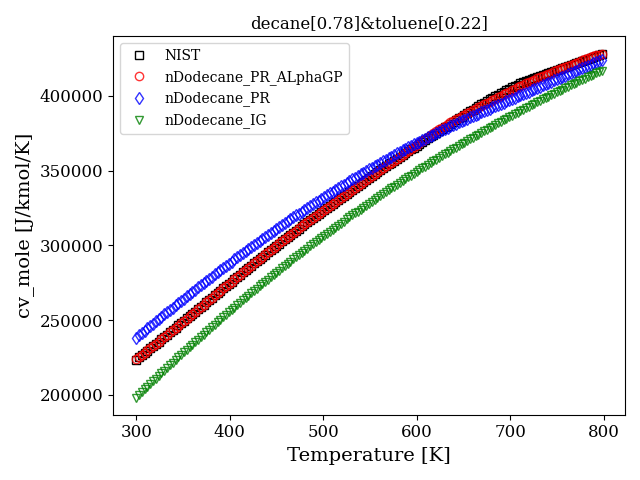 decane[0.78]&toluene[0.22]
NIST
nDodecane_PR_ALphaGP
nDodecane_PR
nDodecane_IG
cv_mole [J/kmol/K]
400000
350000
300000
250000
200000
300 400 500 600 700 800
Temperature [K]